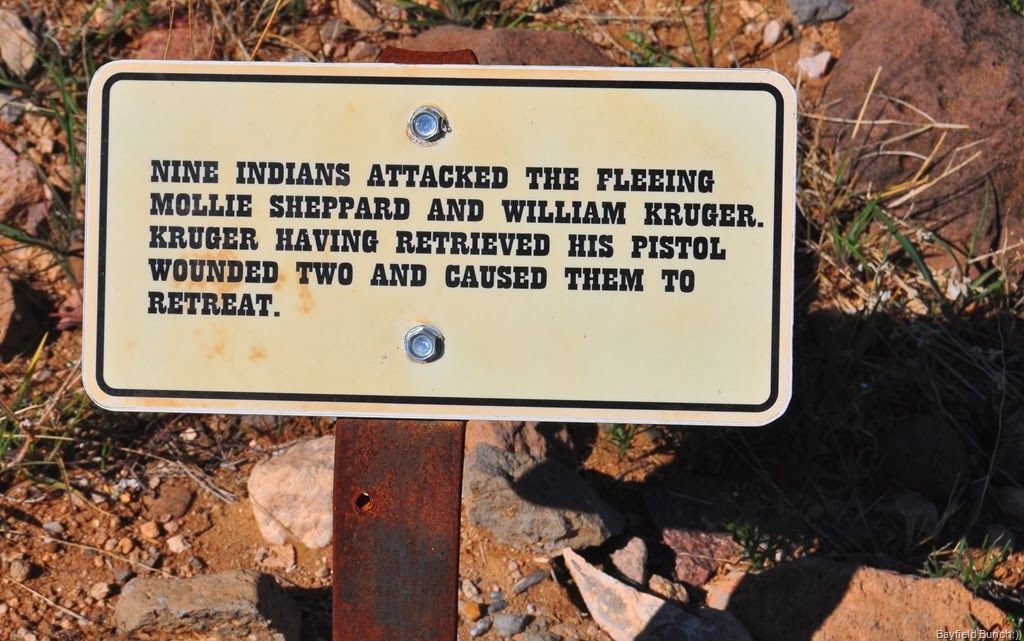 NINE INDIANS ATTACKED THE FLEEING
MOLLIE SHEPPARD AND WILLIAM KRUGER.
KRUGER HAVING RETRIEVED HIS PISTOL
WOUNDED TWO AND CAUSED THEM TO
RETREAT.
Bayfield Bunch:))